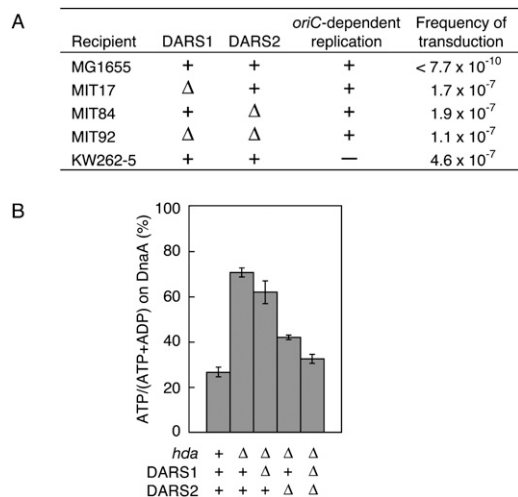 A
oriC-dependent Frequency of
Recipient DARS1 DARS2 replication transduction
MG1655 + + + < 7.7 x 10⁻¹⁰
MIT17 Δ + + 1.7 x 10⁻⁷
MIT84 + Δ + 1.9 x 10⁻⁷
MIT92 Δ Δ + 1.1 x 10⁻⁷
KW262-5 + + — 4.6 x 10⁻⁷
B
ATP/(ATP+ADP) on DnaA (%)
100
80
60
40
20
0
hda + Δ Δ Δ Δ
DARS1 + + Δ + Δ
DARS2 + + + Δ Δ